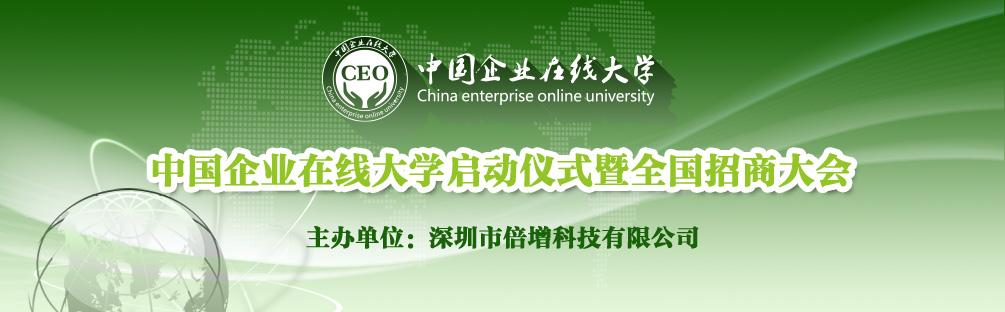 中国企业在线大学
CEO
China enterprise online university
中国企业在线大学
China enterprise online university
中国企业在线大学启动仪式暨全国招商大会
主办单位：深圳市倍增科技有限公司